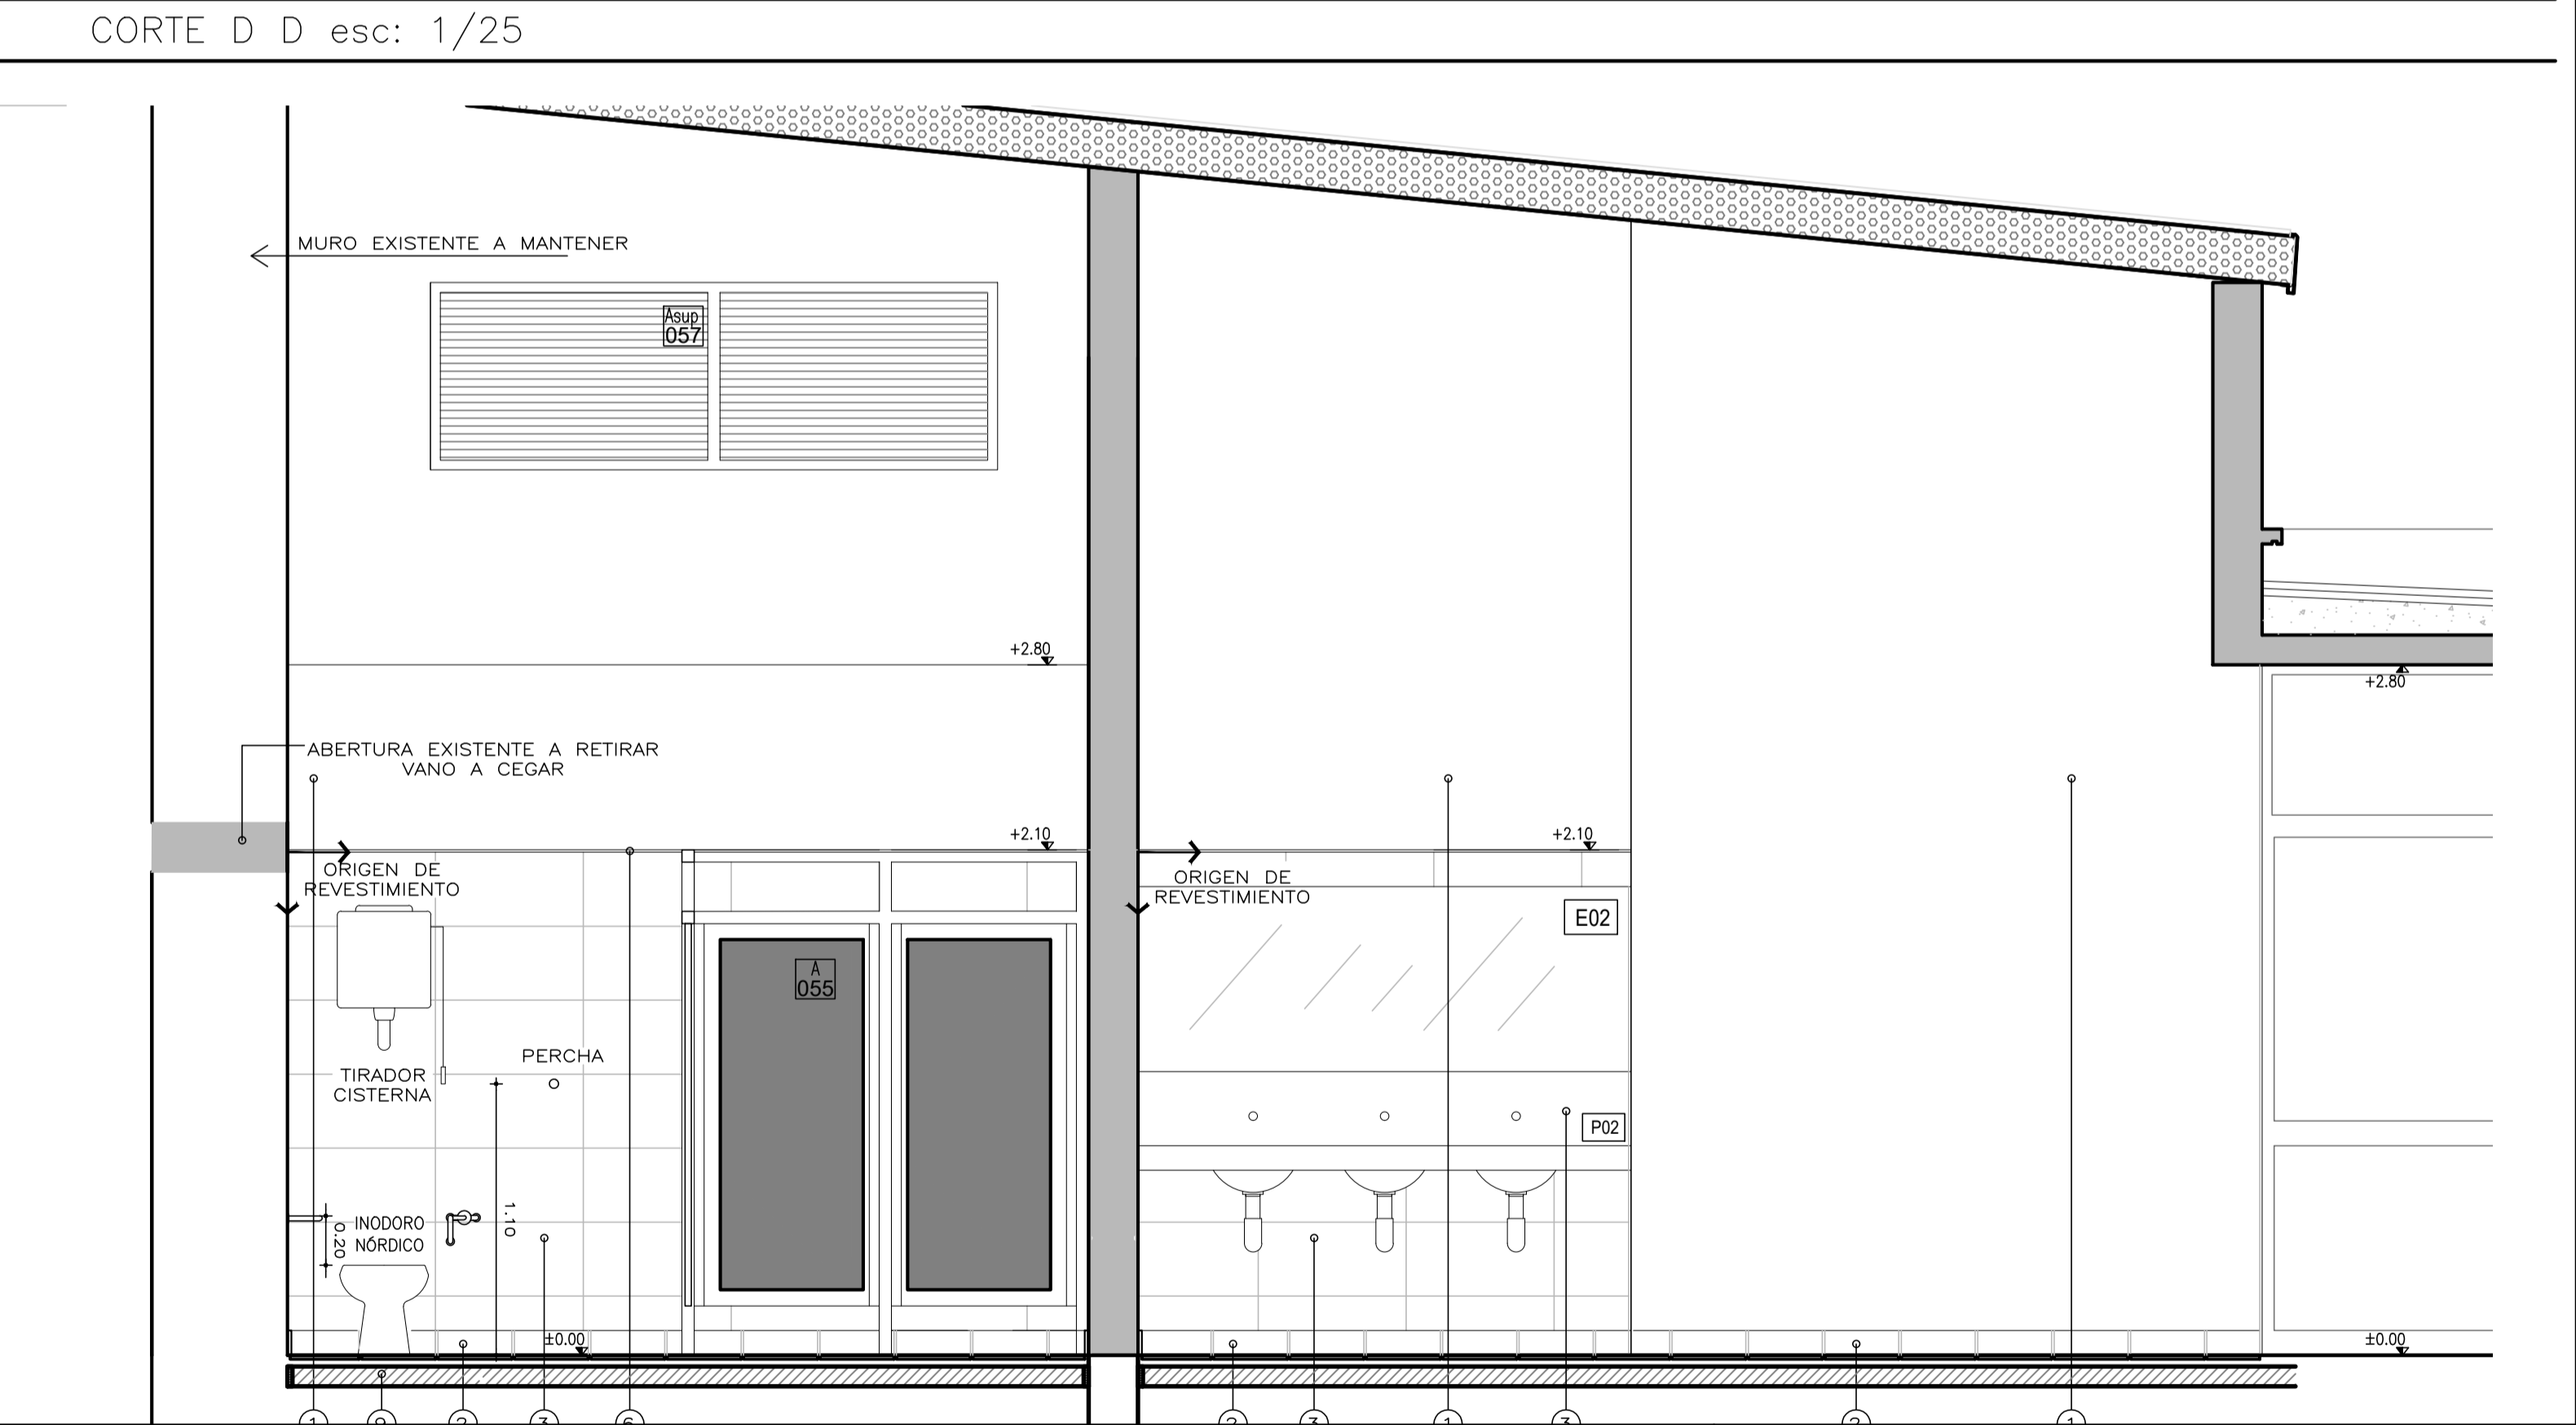 CORTE D D esc: 1/25
MURO EXISTENTE A MANTENER
Asup
057
+2.80
+2.80
ABERTURA EXISTENTE A RETIRAR
VANO A CEGAR
+2.10
+2.10
ORIGEN DE
REVESTIMIENTO
ORIGEN DE
REVESTIMIENTO
E02
A
055
PERCHA
TIRADOR
CISTERNA
P02
1.10
0.20
INODORO
NÓRDICO
±0.00
±0.00